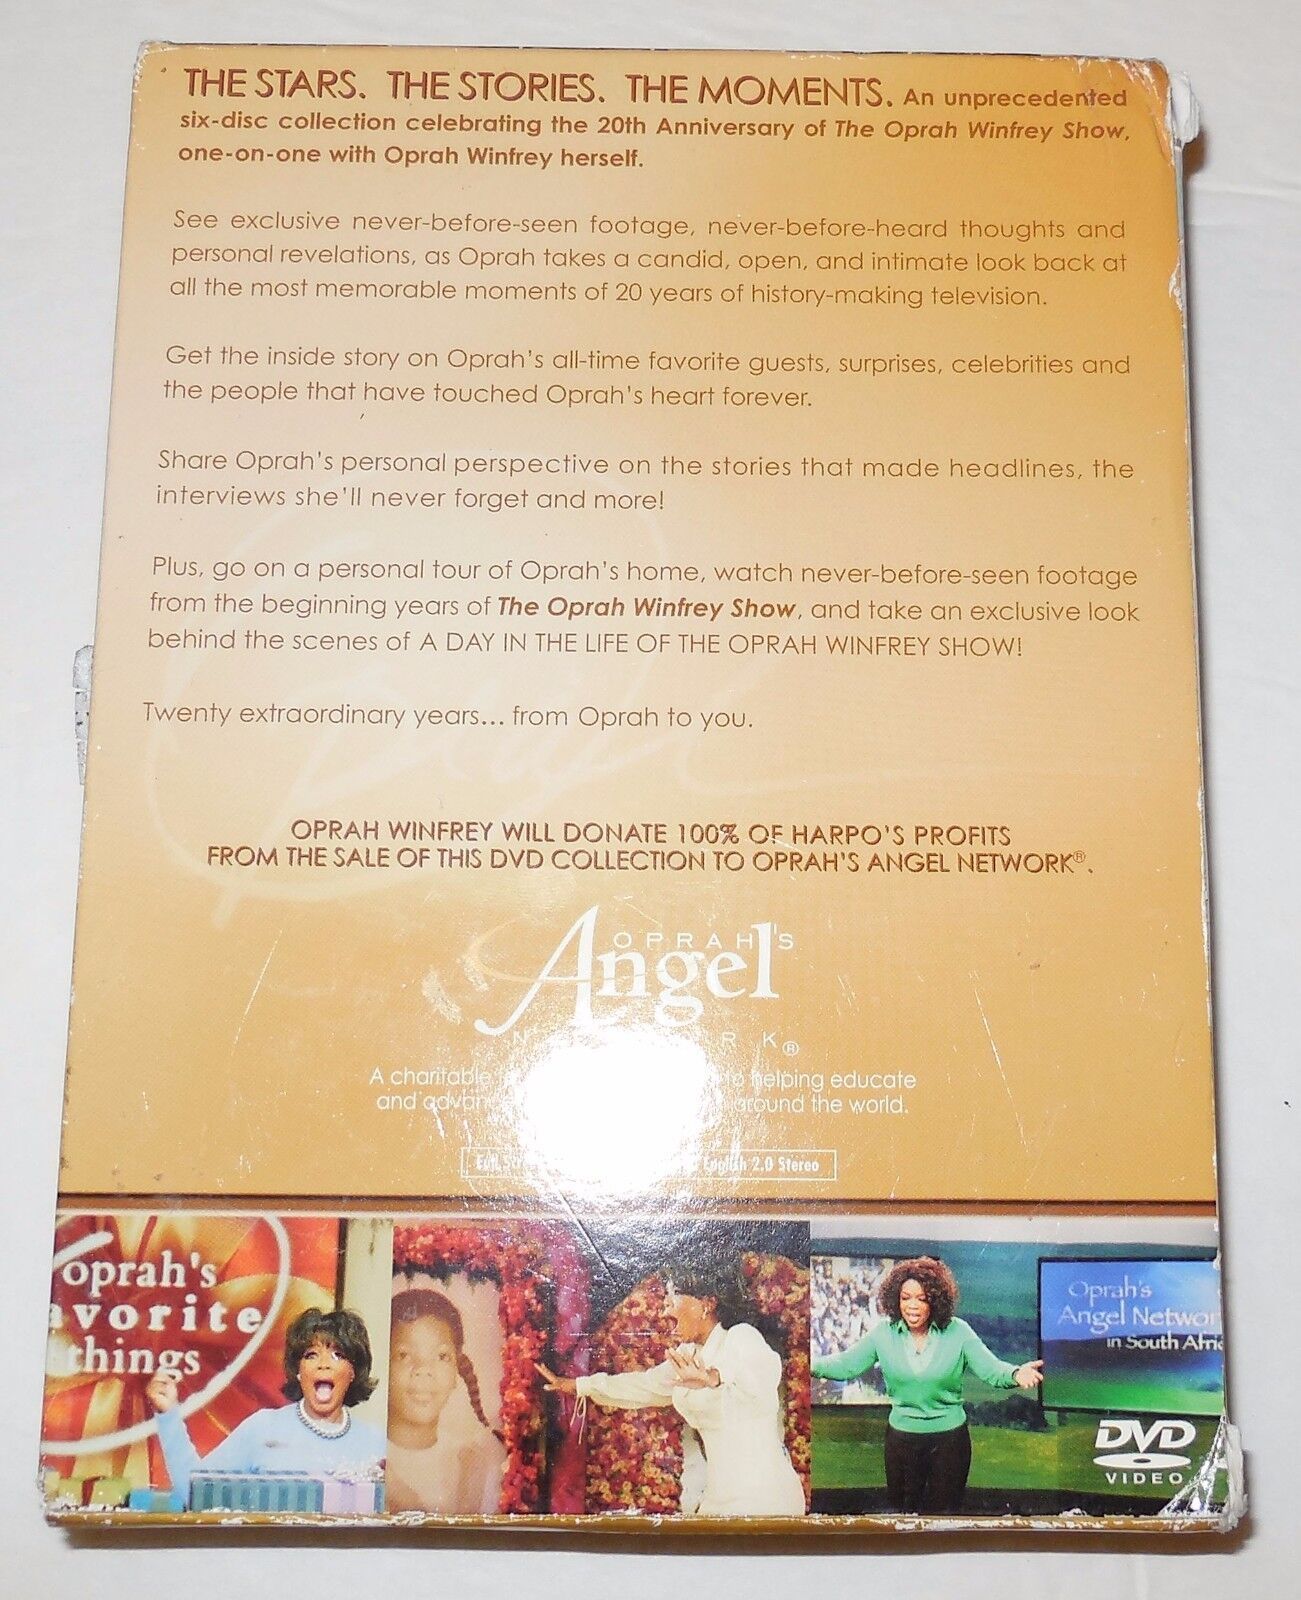 THE STARS. THE STORIES. THE MOMENTS. An unprecedented
six-disc collection celebrating the 20th Anniversary of The Oprah Winfrey Show,
one-on-one with Oprah Winfrey herself.
See exclusive never-before-seen footage, never-before-heard thoughts and
personal revelations, as Oprah takes a candid, open, and intimate look back at
all the most memorable moments of 20 years of history-making television.
Get the inside story on Oprah's all-time favorite guests, surprises, celebrities and
the people that have touched Oprah's heart forever.
Share Oprah's personal perspective on the stories that made headlines, the
interviews she'll never forget and more!
Plus, go on a personal tour of Oprah's home, watch never-before-seen footage
from the beginning years of The Oprah Winfrey Show, and take an exclusive look
behind the scenes of A DAY IN THE LIFE OF THE OPRAH WINFREY SHOW!
Twenty extraordinary years... from Oprah to you.
OPRAH WINFREY WILL DONATE 100% OF HARPO'S PROFITS
FROM THE SALE OF THIS DVD COLLECTION TO OPRAH'S ANGEL NETWORK®.
OPRAH'S
Angel
A charitable to helping educate
and around the world.
English 2.0 Stereo
oprah's
avorite
things
Oprah's
Angel Networ
in South Afri
DVD
VIDEO